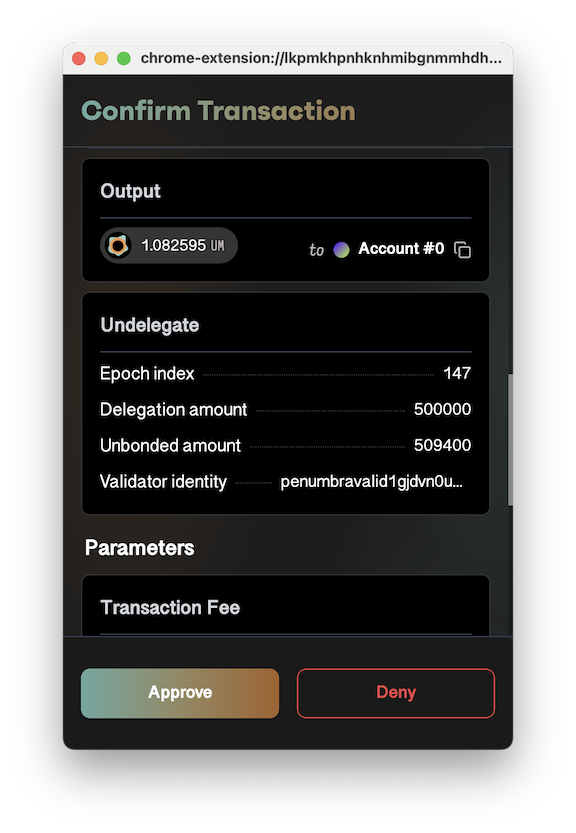 chrome-extension://lkpmkhpnhknhmibgnmmhdh...
Confirm Transaction
Output
1.082595 UM
to Account #0
Undelegate
Epoch index 147
Delegation amount 500000
Unbonded amount 509400
Validator identity penumbravalid1gjdvn0u...
Parameters
Transaction Fee
Approve
Deny